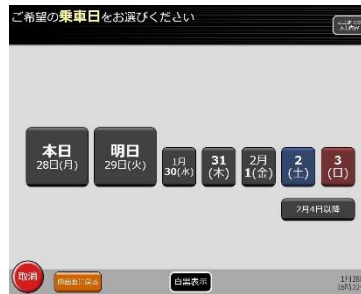 ご希望の乗車日をお選びください
本日
28日(月)
明日
29日(火)
1月
30(水)
31
(木)
2月
1(金)
2
(土)
3
(日)
2月4日以降
取消
白黒表示